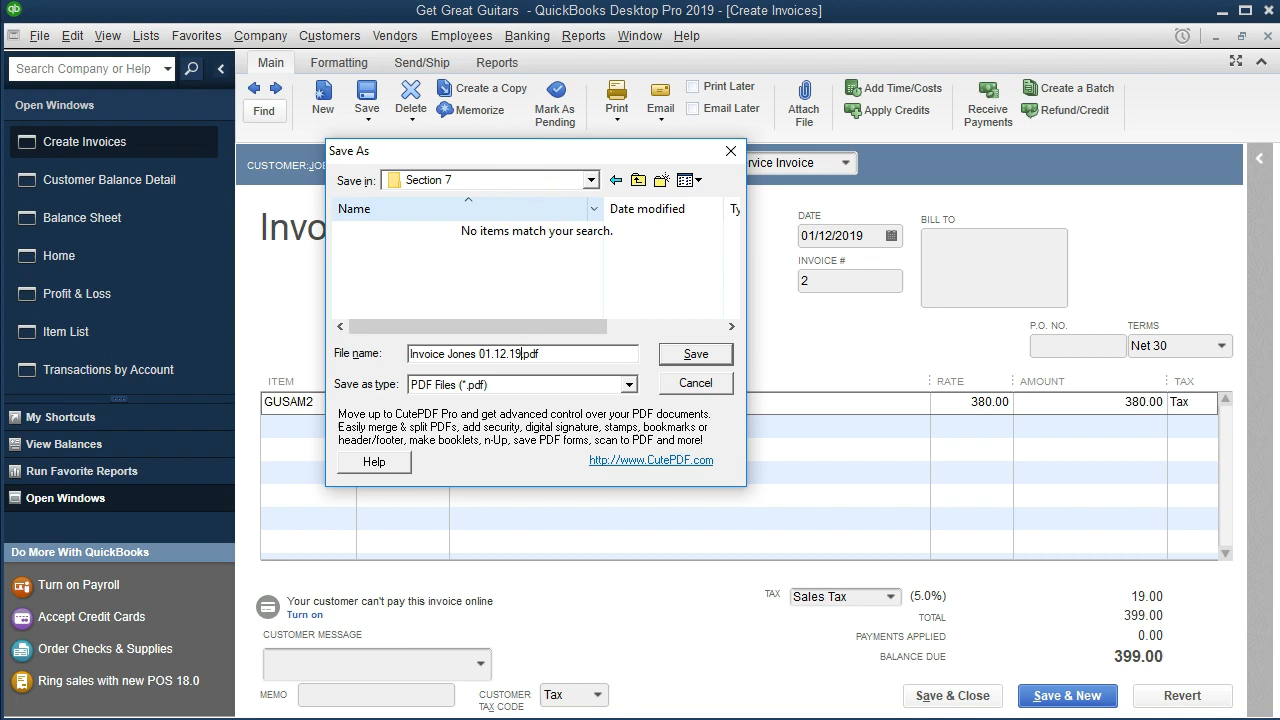 Get Great Guitars - QuickBooks Desktop Pro 2019 - [Create Invoices]
File Edit View Lists Favorites Company Customers Vendors Employees Banking Reports Window Help
Search Company or Help
Open Windows
Create Invoices
Customer Balance Detail
Balance Sheet
Home
Profit & Loss
Item List
Transactions by Account
My Shortcuts
View Balances
Run Favorite Reports
Open Windows
Do More With QuickBooks
Turn on Payroll
Accept Credit Cards
Order Checks & Supplies
Ring sales with new POS 18.0
Main Formatting Send/Ship Reports
Find
New
Save
Delete
Create a Copy
Memorize
Mark As
Pending
Print
Email
Print Later
Email Later
Attach
File
Add Time/Costs
Apply Credits
Receive
Payments
Create a Batch
Refund/Credit
CUSTOMER:JO
rvice Invoice
Save As
Save in: Section 7
Name Date modified Ty
No items match your search.
File name: Invoice Jones 01.12.19.pdf Save
Save as type: PDF Files (*.pdf) Cancel
Move up to CutePDF Pro and get advanced control over your PDF documents.
Easily merge & split PDFs, add security, digital signature, stamps, bookmarks or
header/footer, make booklets, n-Up, save PDF forms, scan to PDF and more!
Help http://www.CutePDF.com
Invo
DATE
01/12/2019
INVOICE #
2
BILL TO
P.O. NO. TERMS
Net 30
ITEM RATE AMOUNT TAX
GUSAM2 380.00 380.00 Tax
Your customer can't pay this invoice online
Turn on
CUSTOMER MESSAGE
MEMO
CUSTOMER
TAX CODE
Tax
TAX Sales Tax (5.0%) 19.00
TOTAL 399.00
PAYMENTS APPLIED 0.00
BALANCE DUE 399.00
Save & Close Save & New Revert